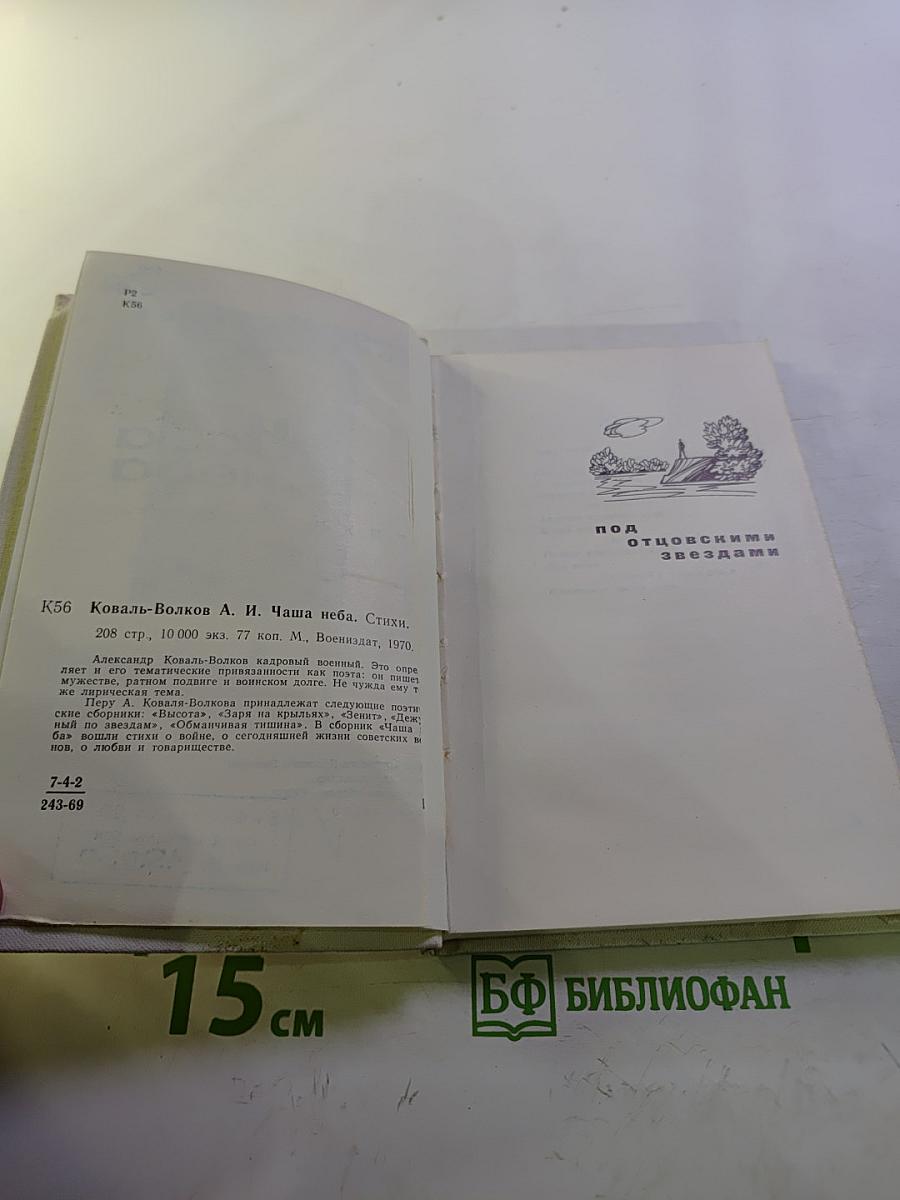 Р2
К56
К56 Коваль-Волков А. И. Чаша неба. Стихи.
208 стр., 10 000 экз. 77 коп. М., Воениздат, 1970.
Александр Коваль-Волков кадровый военный. Это опре
ляет и его тематические привязанности как поэта: он пишет
мужестве, ратном подвиге и воинском долге. Не чужда ему т
же лирическая тема.
Перу А. Коваля-Волкова принадлежат следующие поэти
ские сборники: «Высота», «Заря на крыльях», «Зенит», «Деж
ный по звездам», «Обманчивая тишина». В сборник «Чаша
ба» вошли стихи о войне, о сегодняшней жизни советских в
нов, о любви и товариществе.
7-4-2
243-69
под
отцовскими
звездами
15 см
БФ БИБЛИОФАН